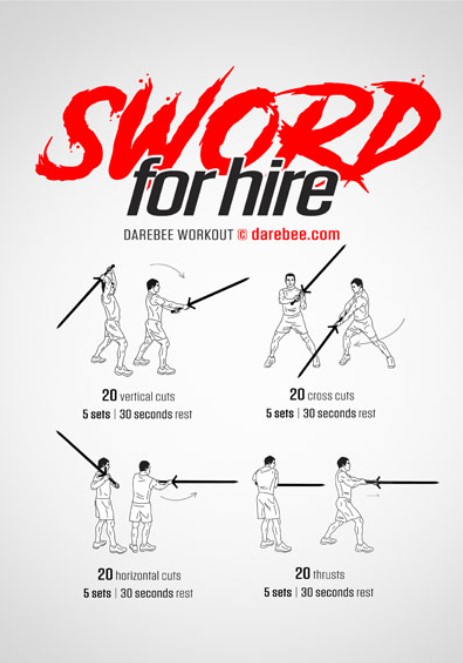 SWORD
for hire
DAREBEE WORKOUT © darebee.com
20 vertical cuts
5 sets | 30 seconds rest
20 cross cuts
5 sets | 30 seconds rest
20 horizontal cuts
5 sets | 30 seconds rest
20 thrusts
5 sets | 30 seconds rest